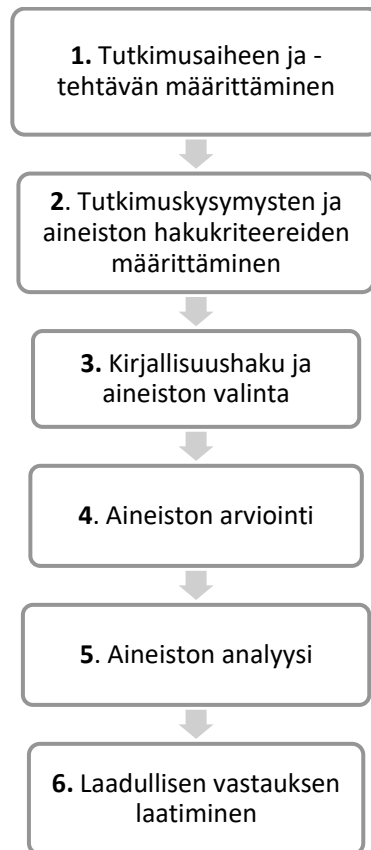 1. Tutkimusaiheen ja -
tehtävän määrittäminen
2. Tutkimuskysymysten ja
aineiston hakukriteereiden
määrittäminen
3. Kirjallisuushaku ja
aineiston valinta
4. Aineiston arviointi
5. Aineiston analyysi
6. Laadullisen vastauksen
laatiminen